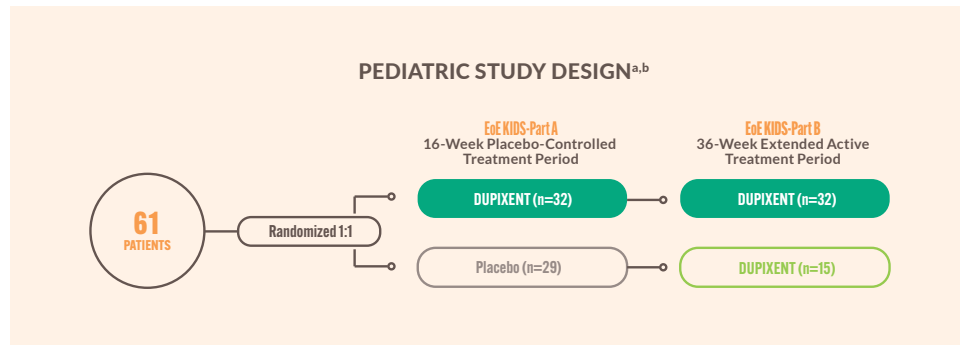 PEDIATRIC STUDY DESIGNa,b
EoE KIDS-Part A
16-Week Placebo-Controlled
Treatment Period
EoE KIDS-Part B
36-Week Extended Active
Treatment Period
61
PATIENTS
Randomized 1:1
DUPIXENT (n=32)
DUPIXENT (n=32)
Placebo (n=29)
DUPIXENT (n=15)